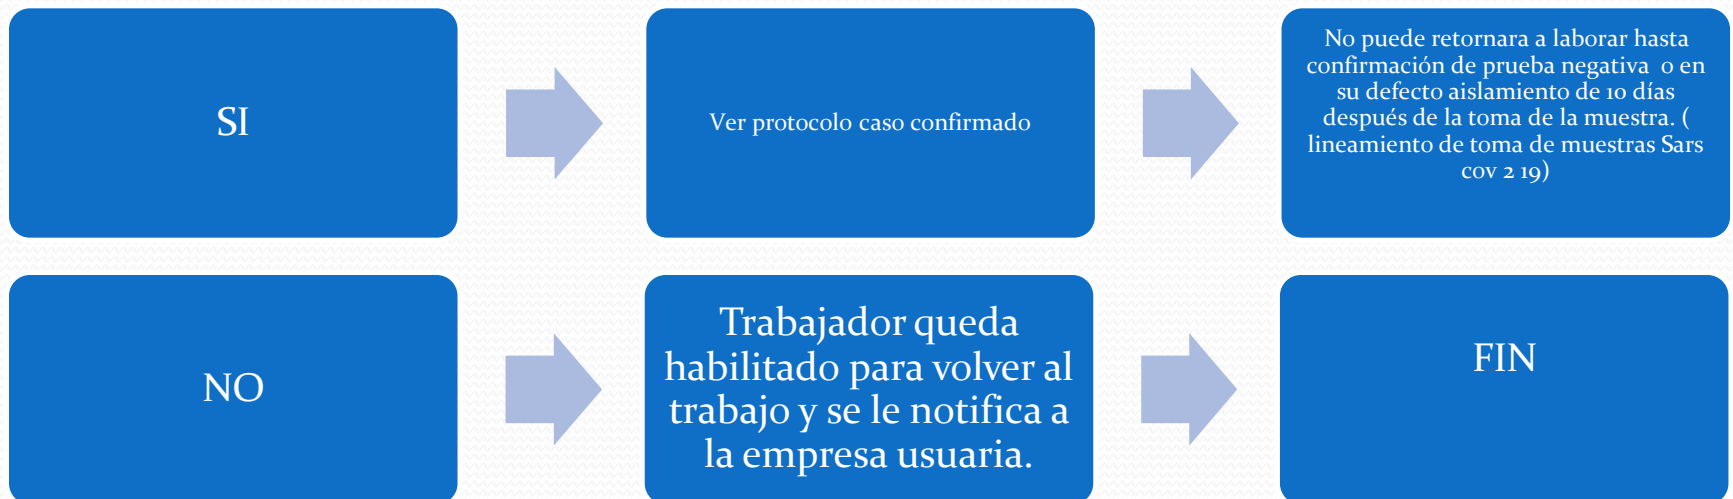 SI
Ver protocolo caso confirmado
No puede retornara a laborar hasta
confirmación de prueba negativa o en
su defecto aislamiento de 10 días
después de la toma de la muestra. (
lineamiento de toma de muestras Sars
cov 2 19)
NO
Trabajador queda
habilitado para volver al
trabajo y se le notifica a
la empresa usuaria.
FIN